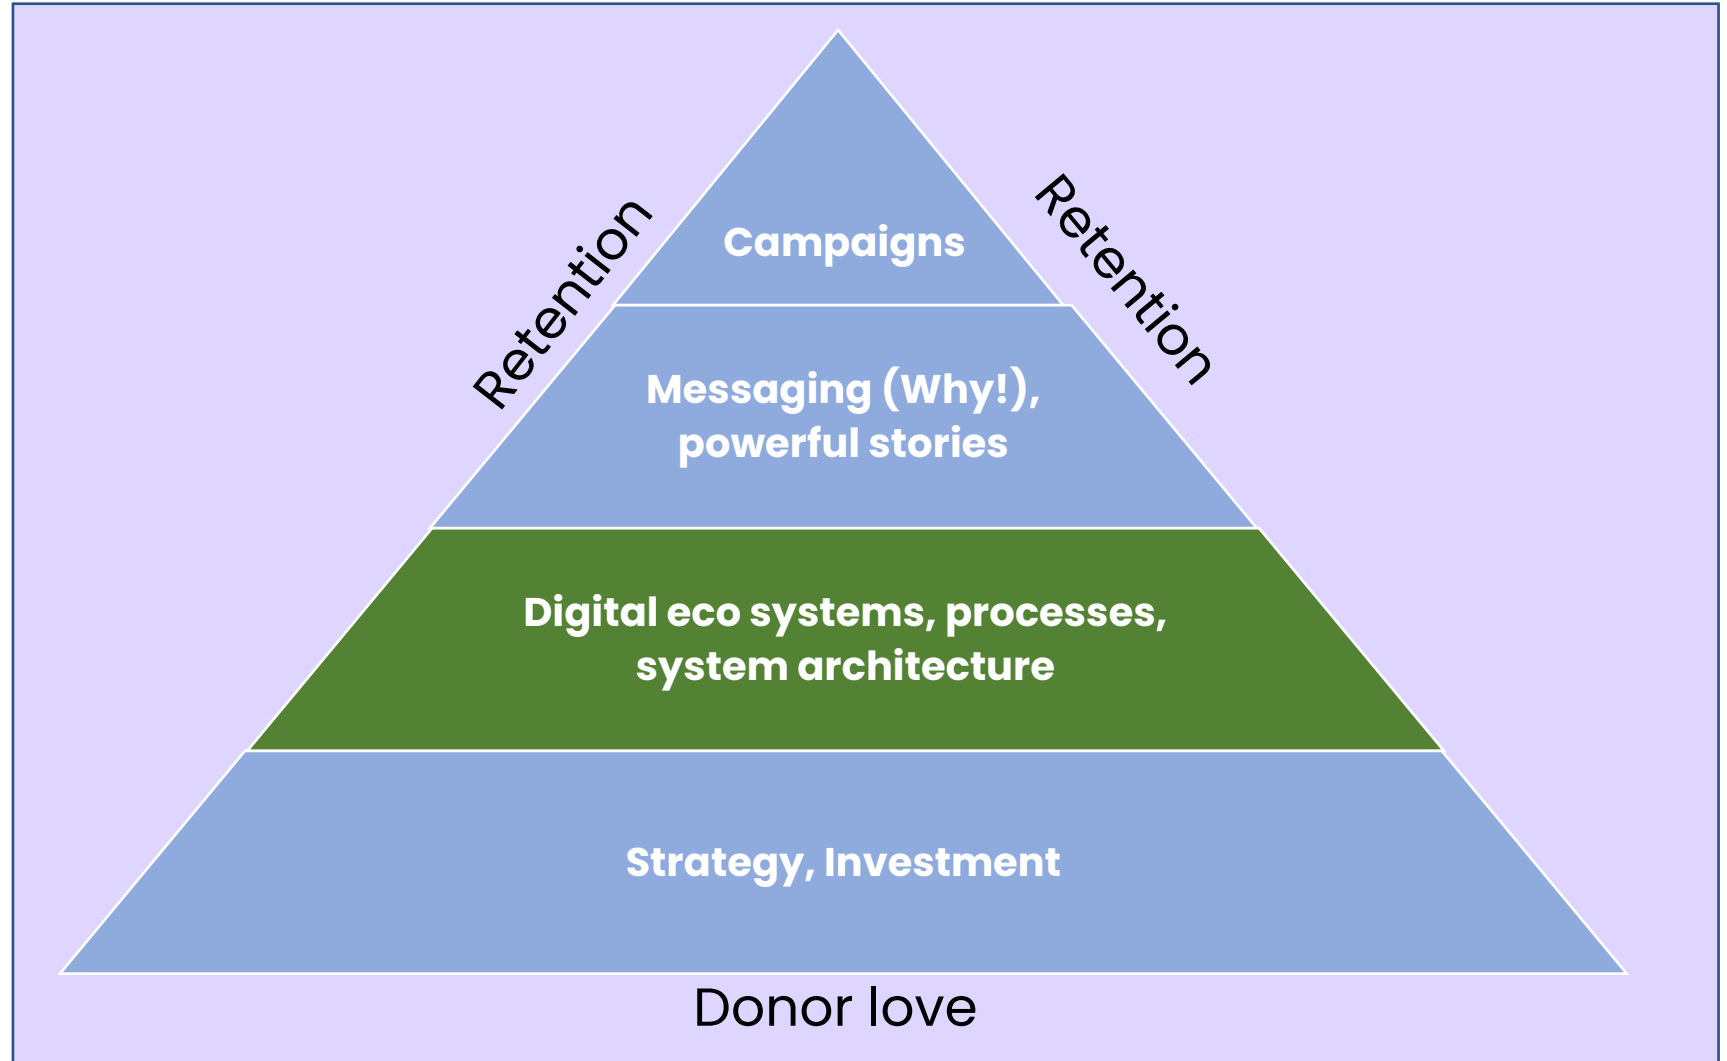 Retention
Retention
Campaigns
Messaging (Why!),
powerful stories
Digital eco systems, processes,
system architecture
Strategy, Investment
Donor love